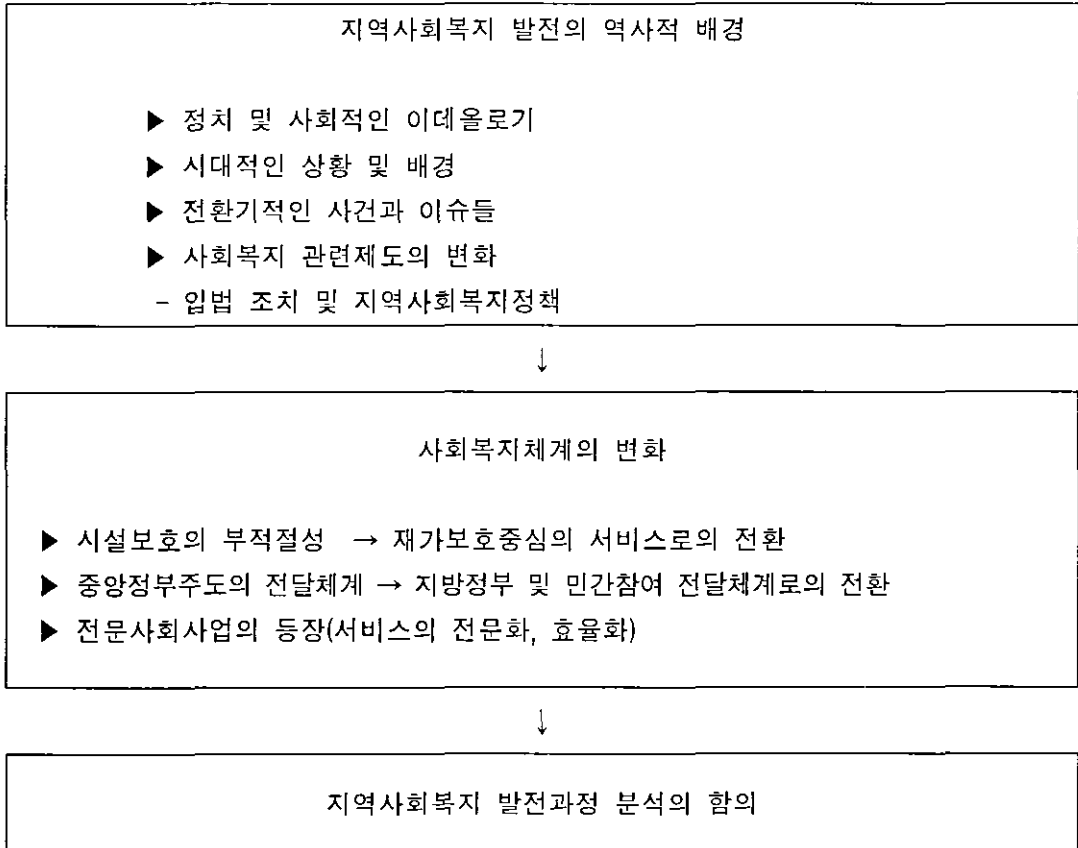 지역사회복지 발전의 역사적 배경
▶ 정치 및 사회적인 이데올로기
▶ 시대적인 상황 및 배경
▶ 전환기적인 사건과 이슈들
▶ 사회복지 관련제도의 변화
- 입법 조치 및 지역사회복지정책
↓
사회복지체계의 변화
▶ 시설보호의 부적절성 → 재가보호중심의 서비스로의 전환
▶ 중앙정부주도의 전달체계 → 지방정부 및 민간참여 전달체계로의 전환
▶ 전문사회사업의 등장(서비스의 전문화, 효율화)
↓
지역사회복지 발전과정 분석의 함의